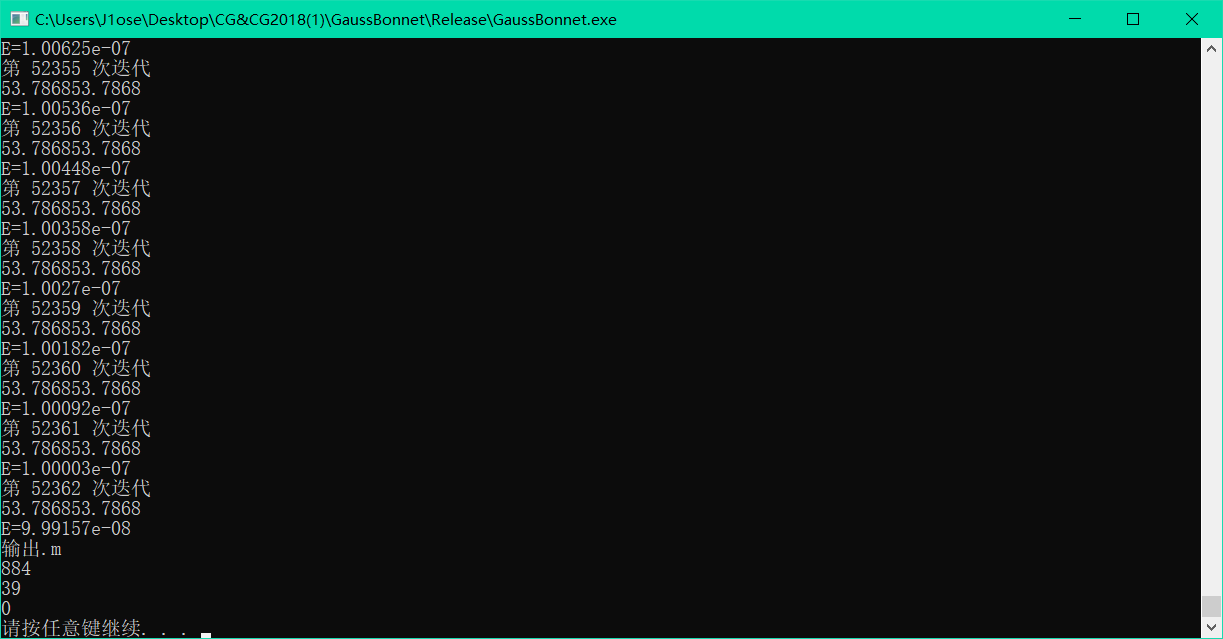 C:\Users\J1ose\Desktop\CG&CG2018(1)\GaussBonnet\Release\GaussBonnet.exe
E=1.00625e-07
第 52355 次迭代
53.786853.7868
E=1.00536e-07
第 52356 次迭代
53.786853.7868
E=1.00448e-07
第 52357 次迭代
53.786853.7868
E=1.00358e-07
第 52358 次迭代
53.786853.7868
E=1.0027e-07
第 52359 次迭代
53.786853.7868
E=1.00182e-07
第 52360 次迭代
53.786853.7868
E=1.00092e-07
第 52361 次迭代
53.786853.7868
E=1.00003e-07
第 52362 次迭代
53.786853.7868
E=9.99157e-08
输出.m
884
39
0
请按任意键继续. . .